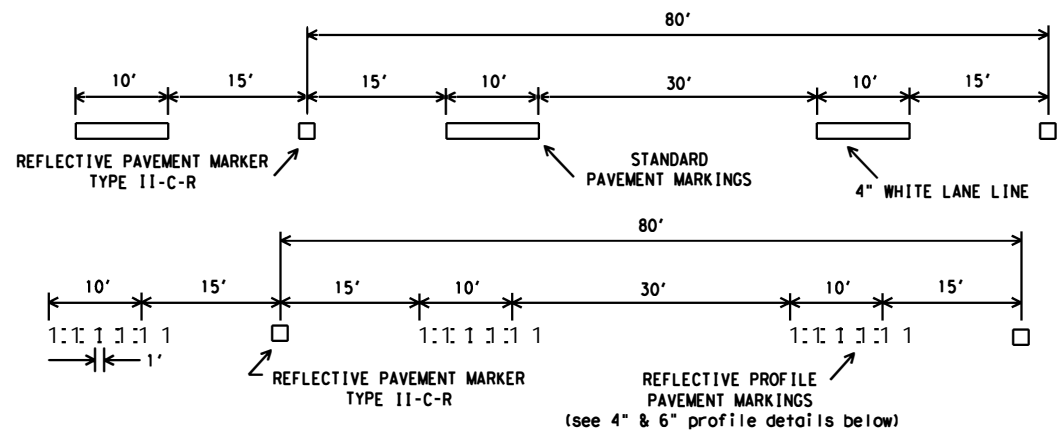 80'
10' 15' 15' 10' 30' 10' 15'
REFLECTIVE PAVEMENT MARKER
TYPE II-C-R
STANDARD
PAVEMENT MARKINGS
4" WHITE LANE LINE
80'
10' 15' 15' 10' 30' 10' 15'
1'
REFLECTIVE PAVEMENT MARKER
TYPE II-C-R
REFLECTIVE PROFILE
PAVEMENT MARKINGS
(see 4" & 6" profile details below)